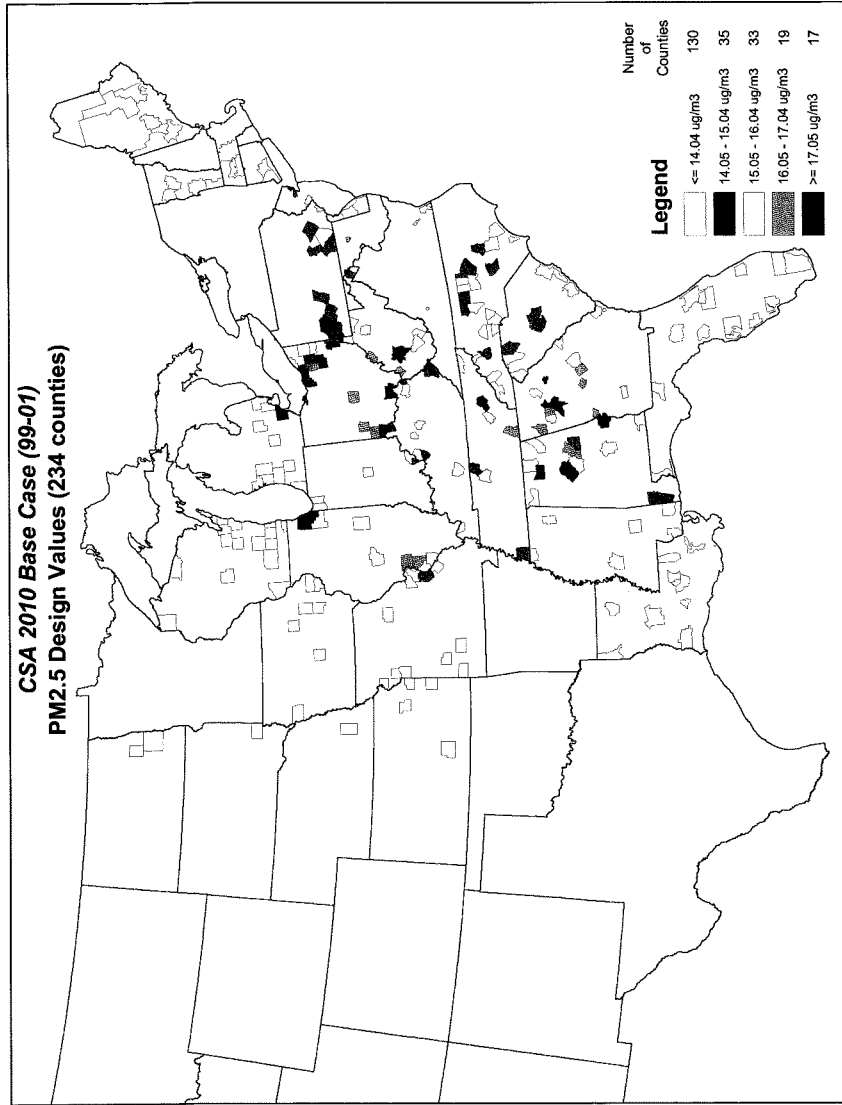 CSA 2010 Base Case (99-01)
PM2.5 Design Values (234 counties)
Legend
Number
of
Counties
<= 14.04 ug/m3 130
14.05 - 15.04 ug/m3 35
15.05 - 16.04 ug/m3 33
16.05 - 17.04 ug/m3 19
>= 17.05 ug/m3 17